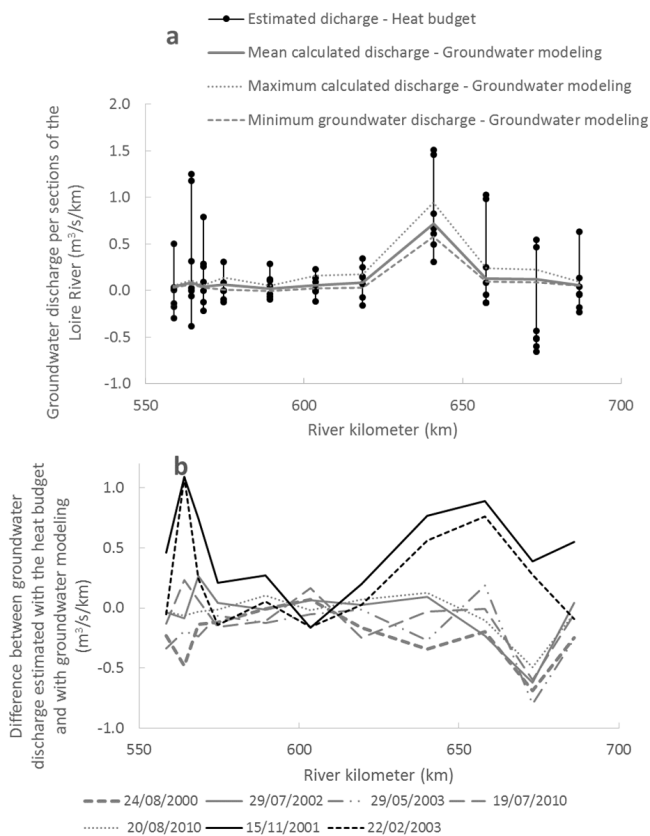 Estimated dicharge - Heat budget
a
Mean calculated discharge - Groundwater modeling
Maximum calculated discharge - Groundwater modeling
Minimum groundwater discharge - Groundwater modeling
Groundwater discharge per sections of the
Loire River (m³/s/km)
2.0
1.5
1.0
0.5
0.0
-0.5
-1.0
550
600
650
700
River kilometer (km)
b
Difference between groundwater
discharge estimated with the heat budget
and with groundwater modeling
(m³/s/km)
1.0
0.5
0.0
-0.5
-1.0
550
600
650
700
River kilometer (km)
24/08/2000 29/07/2002 29/05/2003 19/07/2010
20/08/2010 15/11/2001 22/02/2003